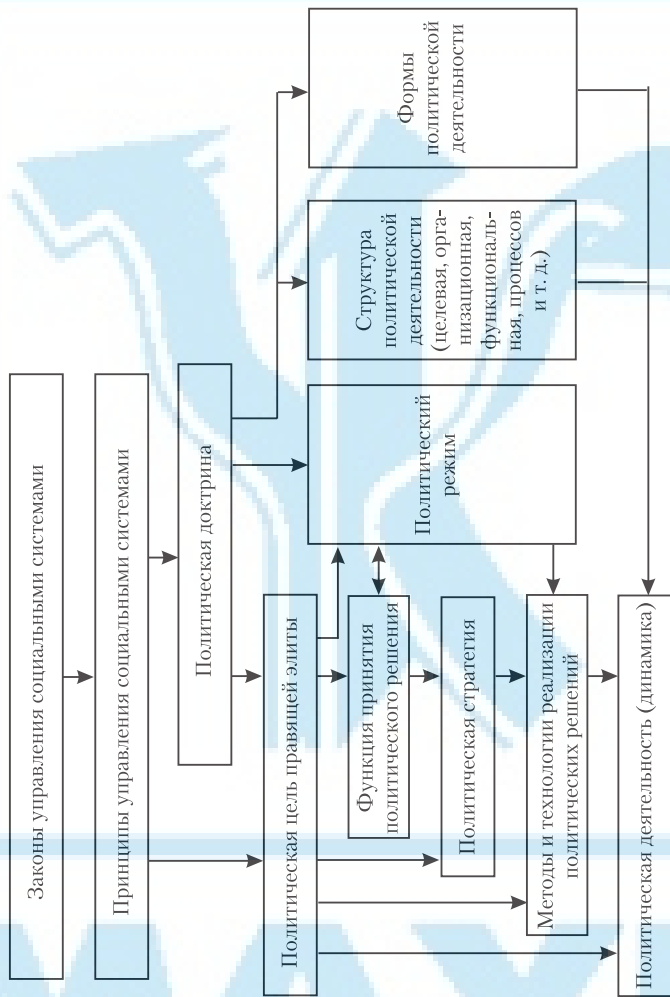 Законы управления социальными системами
Принципы управления социальными системами
Политическая доктрина
Политическая цель правящей элиты
Функция принятия
политического решения
Политическая стратегия
Методы и технологии реализации
политических решений
Политическая деятельность (динамика)
Политический
режим
Структура
политической
деятельности
(целевая, орга-
низационная,
функциональ-
ная, процессов
и т. д.)
Формы
политической
деятельности